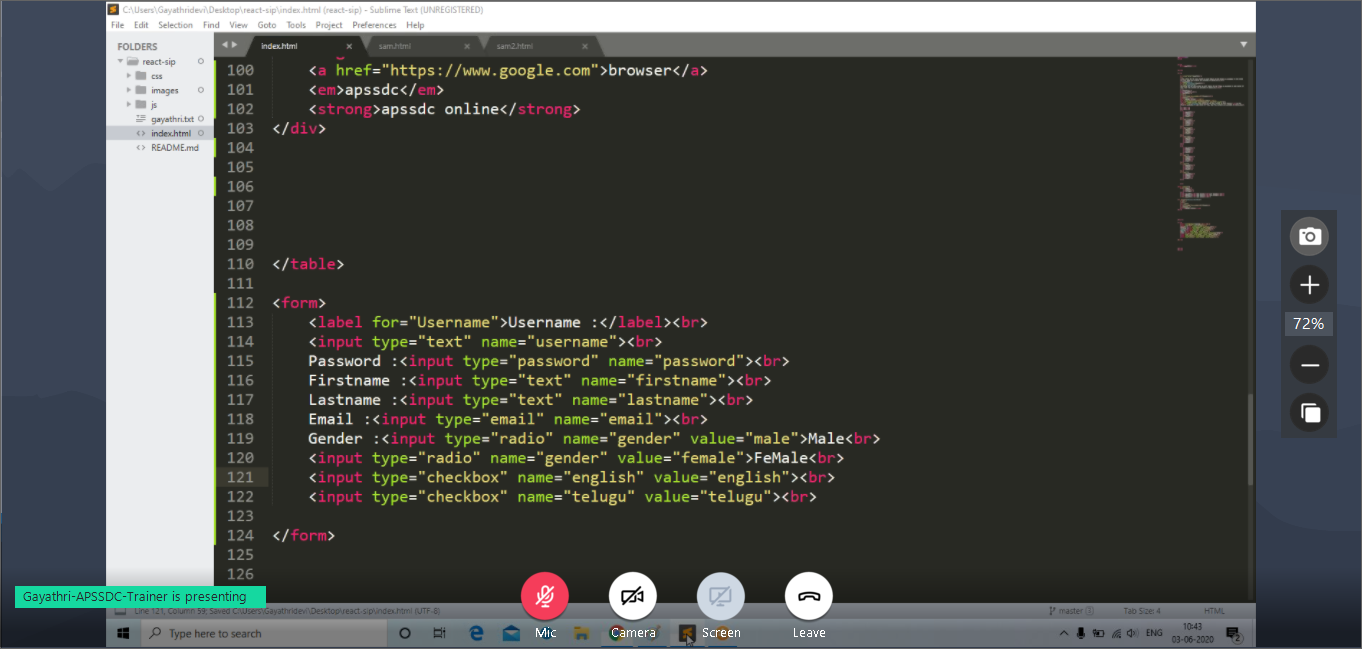 C:\Users\Gayathridevi\Desktop\react-sip\index.html (react-sip) - Sublime Text (UNREGISTERED)
File Edit Selection Find View Goto Tools Project Preferences Help
FOLDERS
react-sip
css
images
js
gayathri.txt
index.html
README.md
index.html × sam.html × sam2.html ×
100 <a href="https://www.google.com">browser</a>
101 <em>apssdc</em>
102 <strong>apssdc online</strong>
103 </div>
104
105
106
107
108
109
110 </table>
111
112 <form>
113 <label for="Username">Username :</label><br>
114 <input type="text" name="username"><br>
115 Password :<input type="password" name="password"><br>
116 Firstname :<input type="text" name="firstname"><br>
117 Lastname :<input type="text" name="lastname"><br>
118 Email :<input type="email" name="email"><br>
119 Gender :<input type="radio" name="gender" value="male">Male<br>
120 <input type="radio" name="gender" value="female">FeMale<br>
121 <input type="checkbox" name="english" value="english"><br>
122 <input type="checkbox" name="telugu" value="telugu"><br>
123
124 </form>
125
126
72%
Gayathri-APSSDC-Trainer is presenting
Line 121, Column 59; Saved C:\Users\Gayathridevi\Desktop\react-sip\index.html (UTF-8)
master Tab Size: 4 HTML
Type here to search
Mic Camera Screen Leave
ENG
10:43
03-06-2020
2